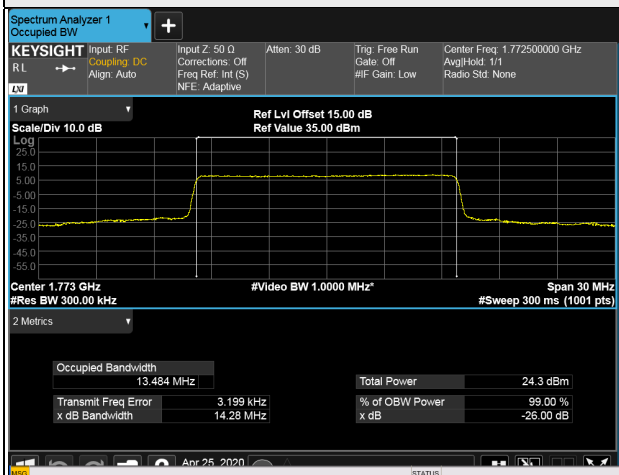 Spectrum Analyzer 1
Occupied BW
+
KEYSIGHT Input: RF Input Z: 50 Ω Atten: 30 dB Trig: Free Run Center Freq: 1.772500000 GHz
RL Coupling: DC Corrections: Off Gate: Off Avg|Hold: 1/1
Align: Auto Freq Ref: Int (S) #IF Gain: Low Radio Std: None
LXI NFE: Adaptive
1 Graph
Ref Lvl Offset 15.00 dB
Scale/Div 10.0 dB Ref Value 35.00 dBm
Log
25.0
15.0
5.00
-5.00
-15.0
-25.0
-35.0
-45.0
-55.0
Center 1.773 GHz #Video BW 1.0000 MHz* Span 30 MHz
#Res BW 300.00 kHz #Sweep 300 ms (1001 pts)
2 Metrics
Occupied Bandwidth
13.484 MHz Total Power 24.3 dBm
Transmit Freq Error 3.199 kHz % of OBW Power 99.00 %
x dB Bandwidth 14.28 MHz x dB -26.00 dB
Apr 25, 2020
MSG STATUS